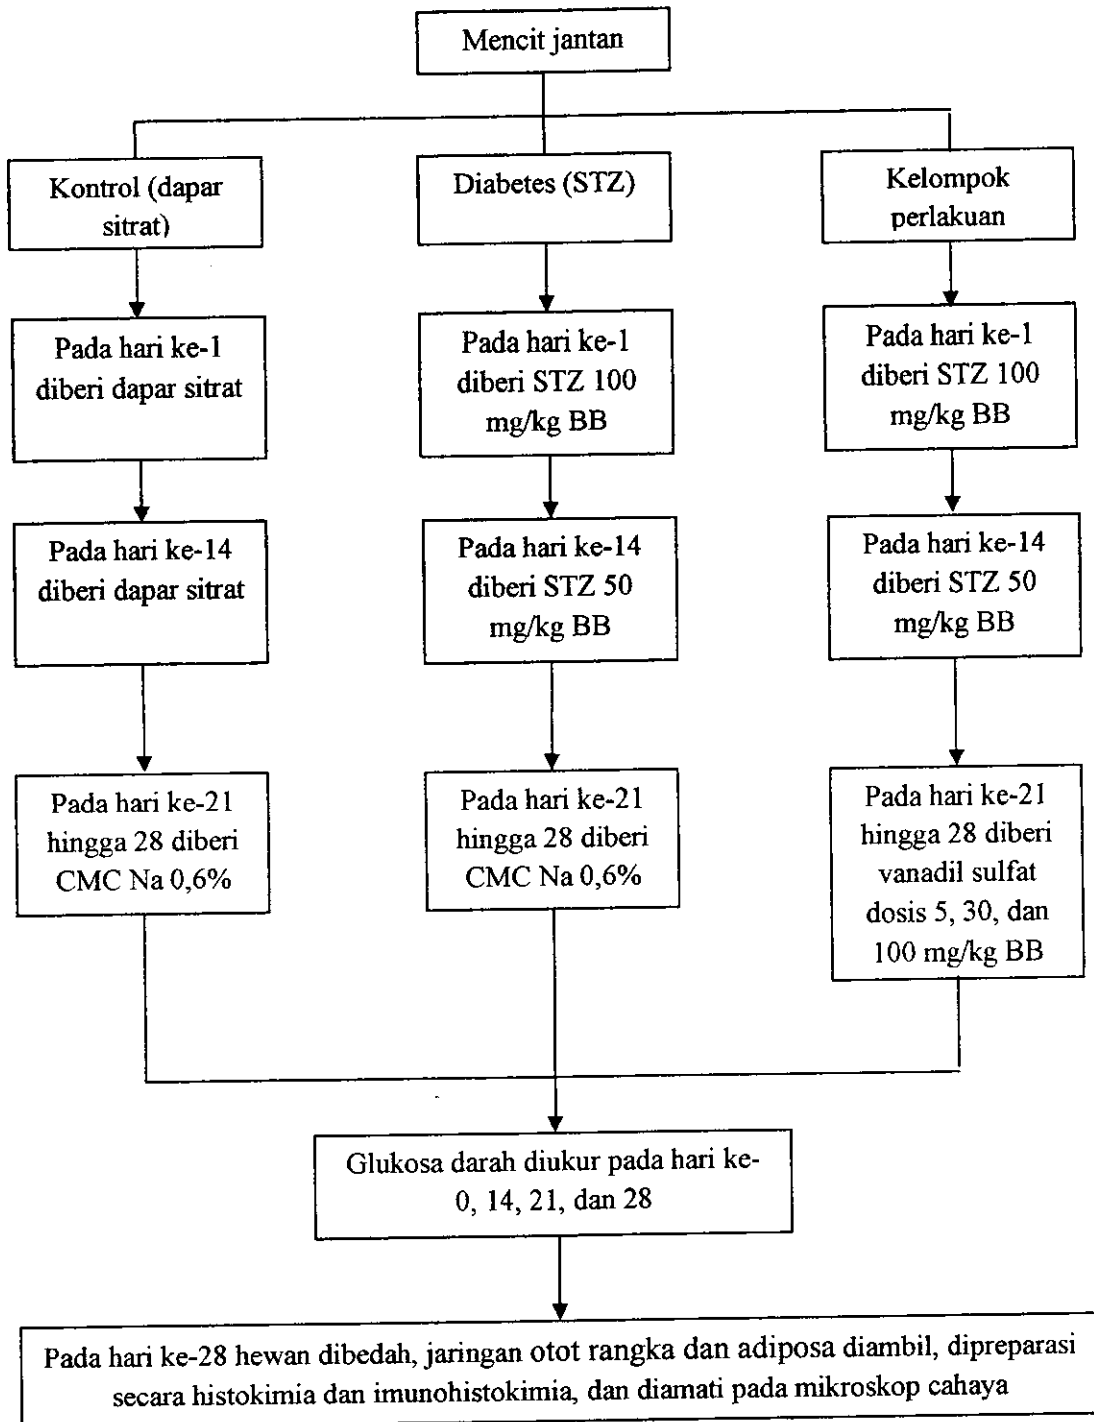 Mencit jantan
Kontrol (dapar
sitrat)
Diabetes (STZ)
Kelompok
perlakuan
Pada hari ke-1
diberi dapar sitrat
Pada hari ke-1
diberi STZ 100
mg/kg BB
Pada hari ke-1
diberi STZ 100
mg/kg BB
Pada hari ke-14
diberi dapar sitrat
Pada hari ke-14
diberi STZ 50
mg/kg BB
Pada hari ke-14
diberi STZ 50
mg/kg BB
Pada hari ke-21
hingga 28 diberi
CMC Na 0,6%
Pada hari ke-21
hingga 28 diberi
CMC Na 0,6%
Pada hari ke-21
hingga 28 diberi
vanadil sulfat
dosis 5, 30, dan
100 mg/kg BB
Glukosa darah diukur pada hari ke-
0, 14, 21, dan 28
Pada hari ke-28 hewan dibedah, jaringan otot rangka dan adiposa diambil, dipreparasi
secara histokimia dan imunohistokimia, dan diamati pada mikroskop cahaya